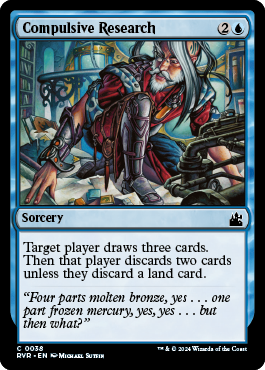 Compulsive Research 2
Sorcery
Target player draws three cards.
Then that player discards two cards
unless they discard a land card.
“Four parts molten bronze, yes . . . one
part frozen mercury, yes, yes . . . but
then what?”
C 0038
RVR • EN Michael Sutfin
™ & © 2024 Wizards of the Coast